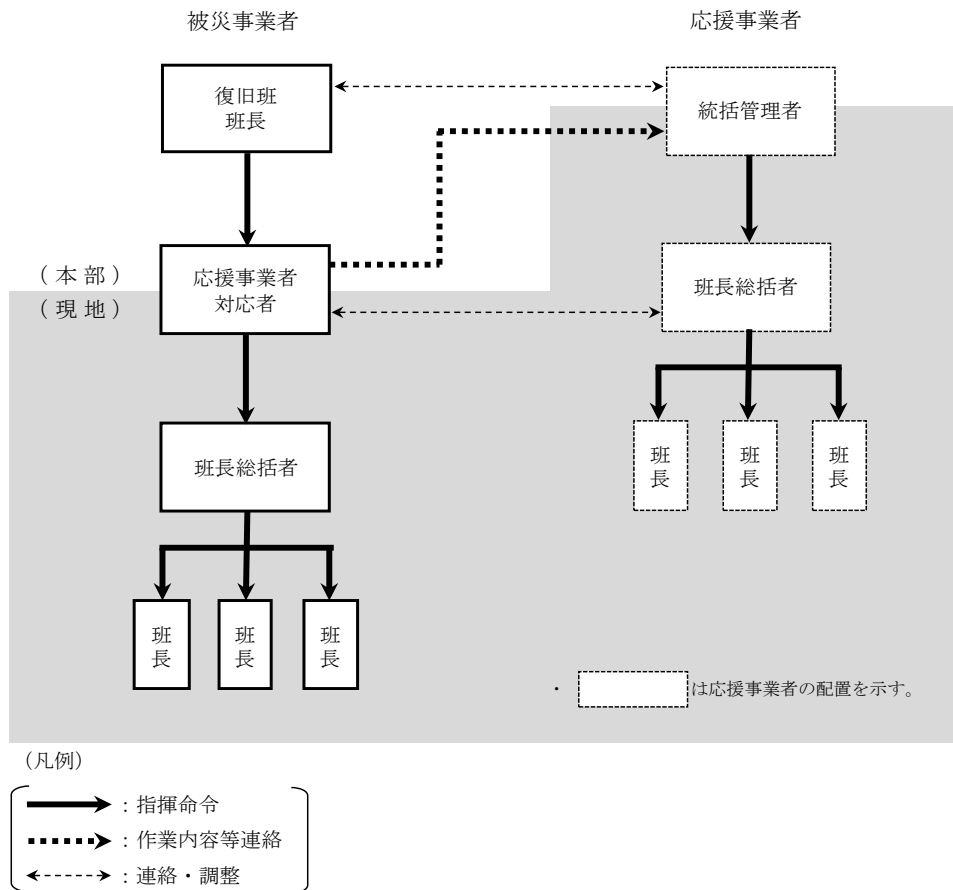 被災事業者
応援事業者
復旧班
班長
統括管理者
（本部）
（現地）
応援事業者
対応者
班長総括者
班長
班長
班長
班長総括者
班長
班長
班長
・ は応援事業者の配置を示す。
（凡例）
：指揮命令
：作業内容等連絡
：連絡・調整